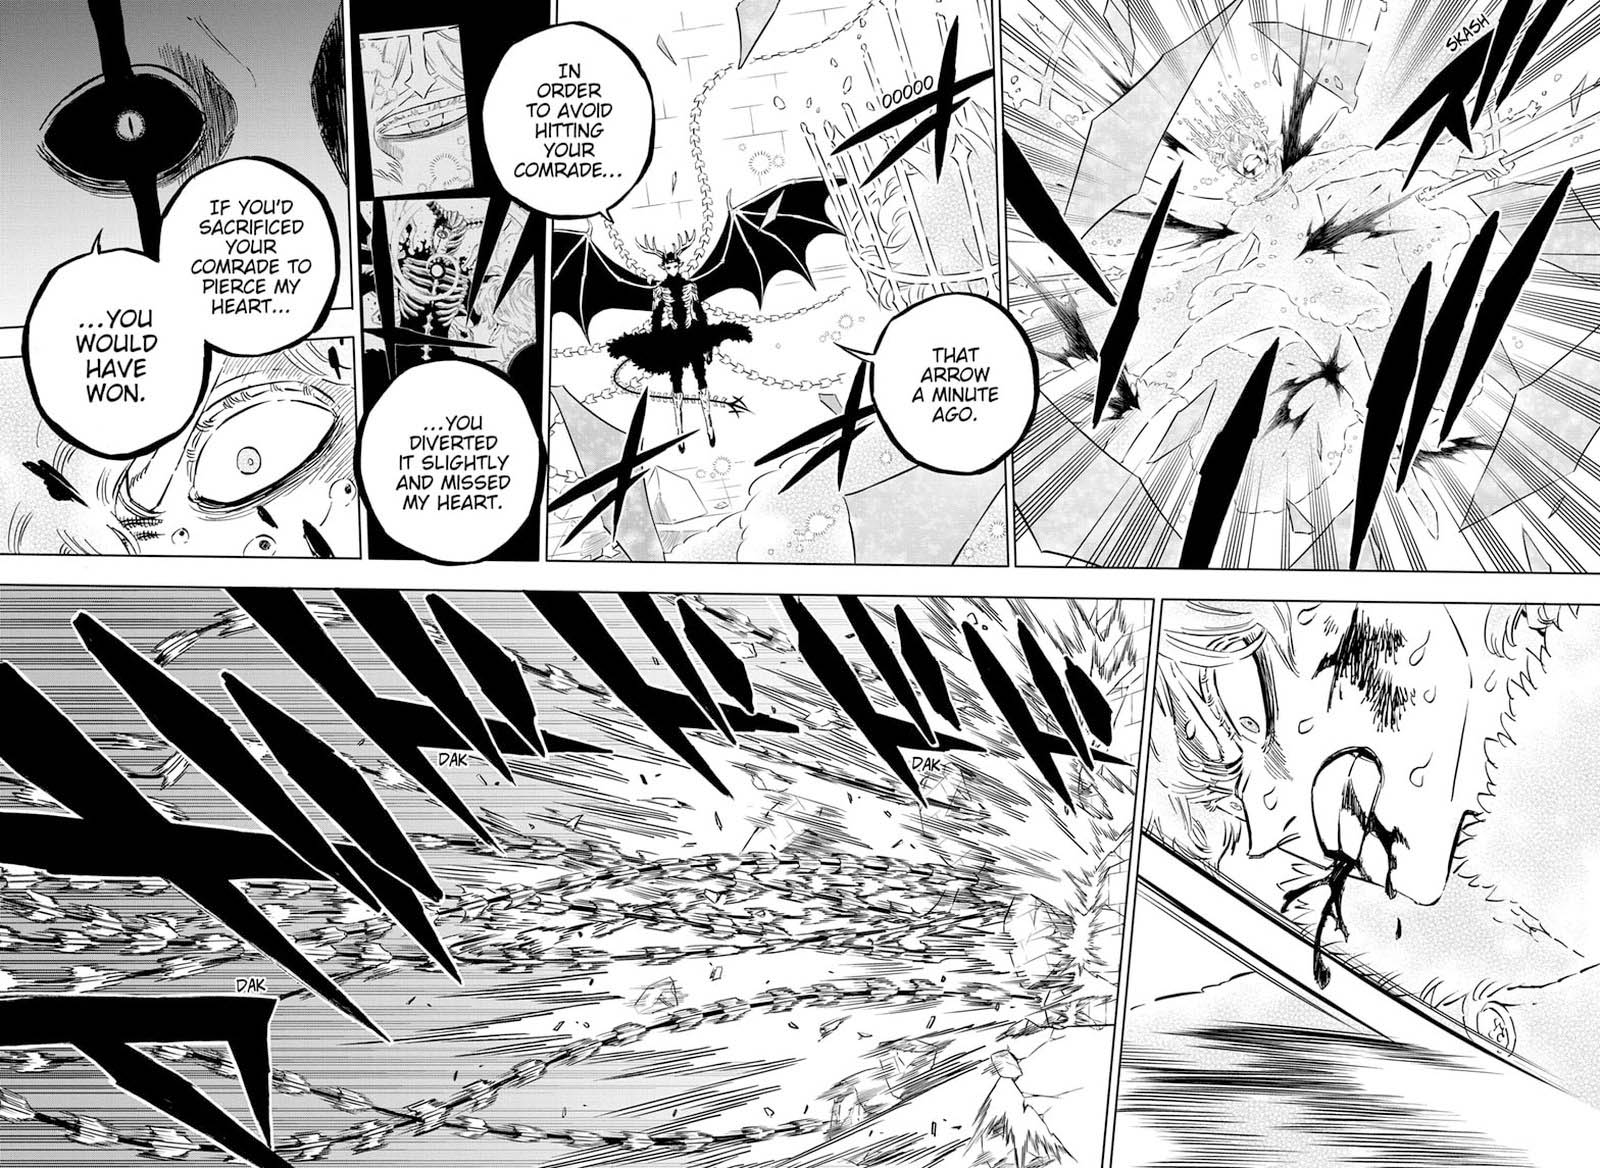 SKASH
THAT
ARROW
A MINUTE
AGO.
OOOOO
IN
ORDER
TO AVOID
HITTING
YOUR
COMRADE...
...YOU
DIVERTED
IT SLIGHTLY
AND MISSED
MY HEART.
IF YOU'D
SACRIFICED
YOUR
COMRADE TO
PIERCE MY
HEART...
...YOU
WOULD
HAVE
WON.
DAK
DAK
DAK